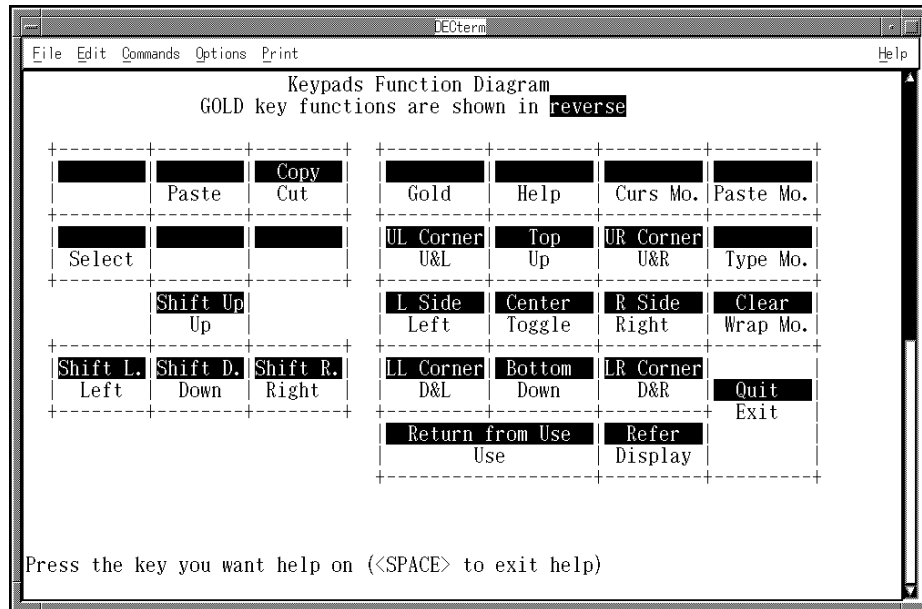 DECterm
File Edit Commands Options Print Help
Keypads Function Diagram
GOLD key functions are shown in reverse
Copy
Paste Cut Gold Help Curs Mo. Paste Mo.
UL Corner Top UR Corner
Select U&L Up U&R Type Mo.
Shift Up L Side Center R Side Clear
Up Left Toggle Right Wrap Mo.
Shift L. Shift D. Shift R. LL Corner Bottom LR Corner
Left Down Right D&L Down D&R Quit
Exit
Return from Use Refer
Use Display
Press the key you want help on (<SPACE> to exit help)